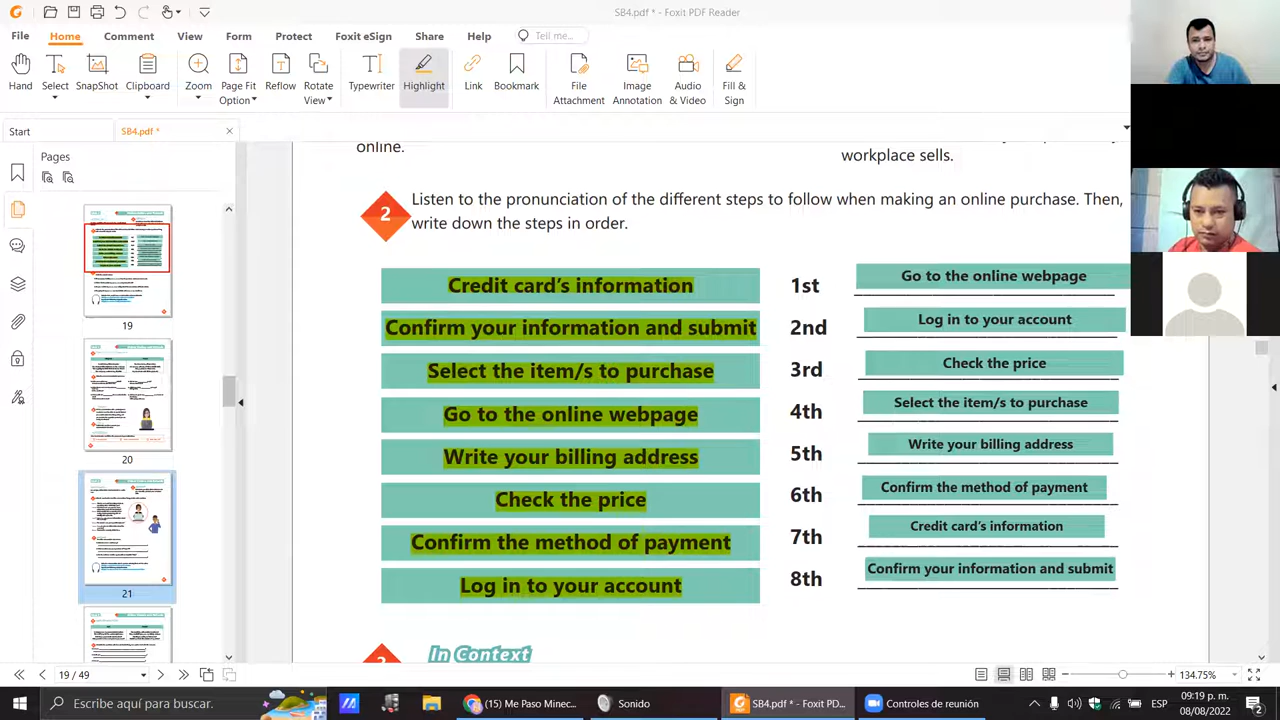 SB4.pdf * - Foxit PDF Reader
File Home Comment View Form Protect Foxit eSign Share Help Tell me...
Hand Select SnapShot Clipboard Zoom Page Fit Option Reflow Rotate View Typewriter Highlight Link Bookmark File Attachment Image Annotation Audio & Video Fill & Sign
Start SB4.pdf *
Pages
19
20
21
online.
workplace sells.
2 Listen to the pronunciation of the different steps to follow when making an online purchase. Then,
write down the steps in order.
Credit card's information
Confirm your information and submit
Select the item/s to purchase
Go to the online webpage
Write your billing address
Check the price
Confirm the method of payment
Log in to your account
1st Go to the online webpage
2nd Log in to your account
3rd Check the price
4th Select the item/s to purchase
5th Write your billing address
6th Confirm the method of payment
7th Credit card's information
8th Confirm your information and submit
In Context
19 / 49
134.75%
Escribe aquí para buscar.
(15) Me Paso Minec...
Sonido
SB4.pdf * - Foxit PD...
Controles de reunión
ESP
09:19 p. m.
08/08/2022
2